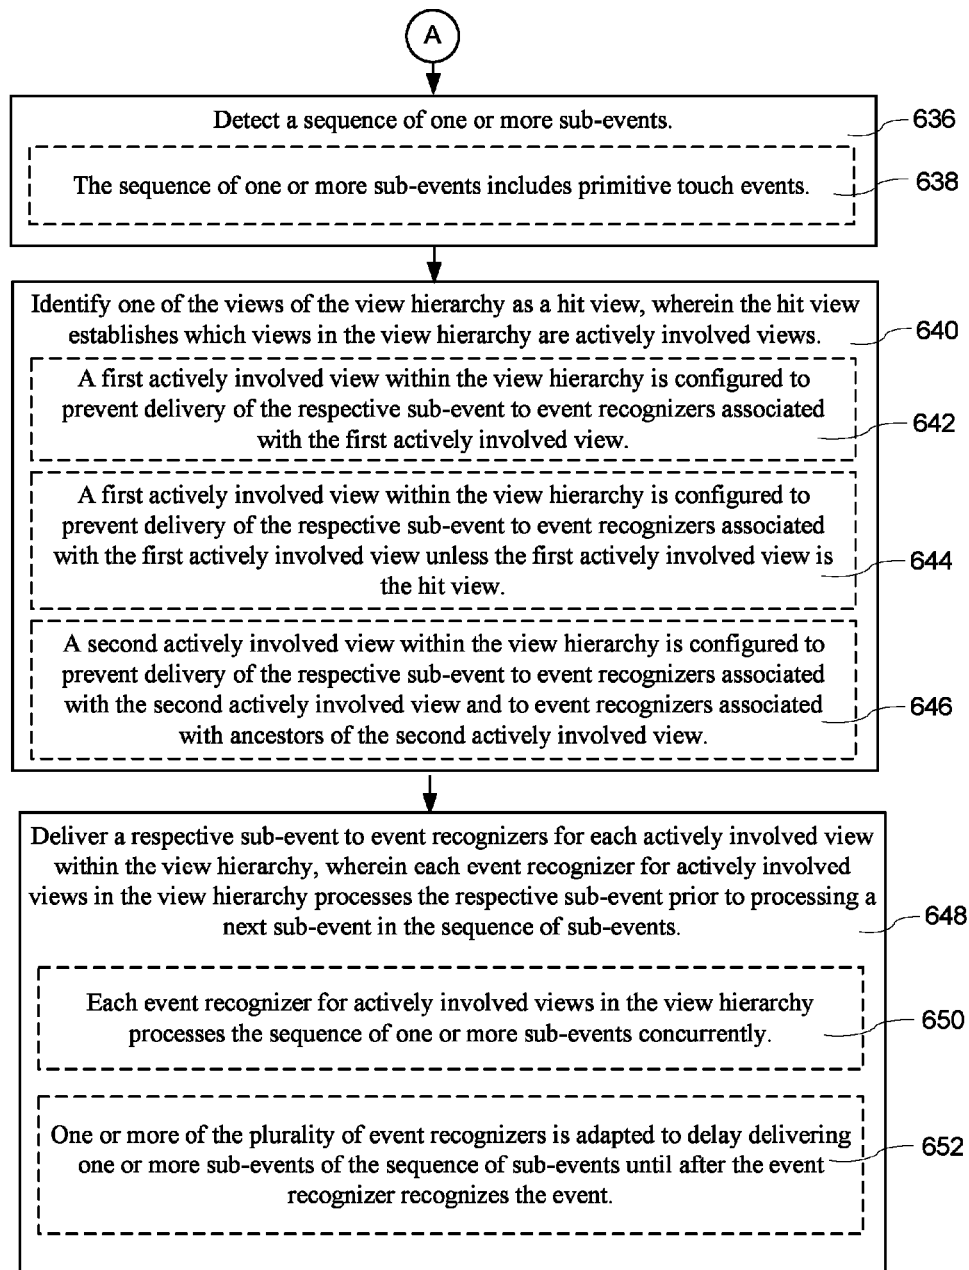 A
Detect a sequence of one or more sub-events.
636
The sequence of one or more sub-events includes primitive touch events.
638
Identify one of the views of the view hierarchy as a hit view, wherein the hit view
establishes which views in the view hierarchy are actively involved views.
640
A first actively involved view within the view hierarchy is configured to
prevent delivery of the respective sub-event to event recognizers associated
with the first actively involved view.
642
A first actively involved view within the view hierarchy is configured to
prevent delivery of the respective sub-event to event recognizers associated
with the first actively involved view unless the first actively involved view is
the hit view.
644
A second actively involved view within the view hierarchy is configured to
prevent delivery of the respective sub-event to event recognizers associated
with the second actively involved view and to event recognizers associated
with ancestors of the second actively involved view.
646
Deliver a respective sub-event to event recognizers for each actively involved view
within the view hierarchy, wherein each event recognizer for actively involved
views in the view hierarchy processes the respective sub-event prior to processing a
next sub-event in the sequence of sub-events.
648
Each event recognizer for actively involved views in the view hierarchy
processes the sequence of one or more sub-events concurrently.
650
One or more of the plurality of event recognizers is adapted to delay delivering
one or more sub-events of the sequence of sub-events until after the event
recognizer recognizes the event.
652